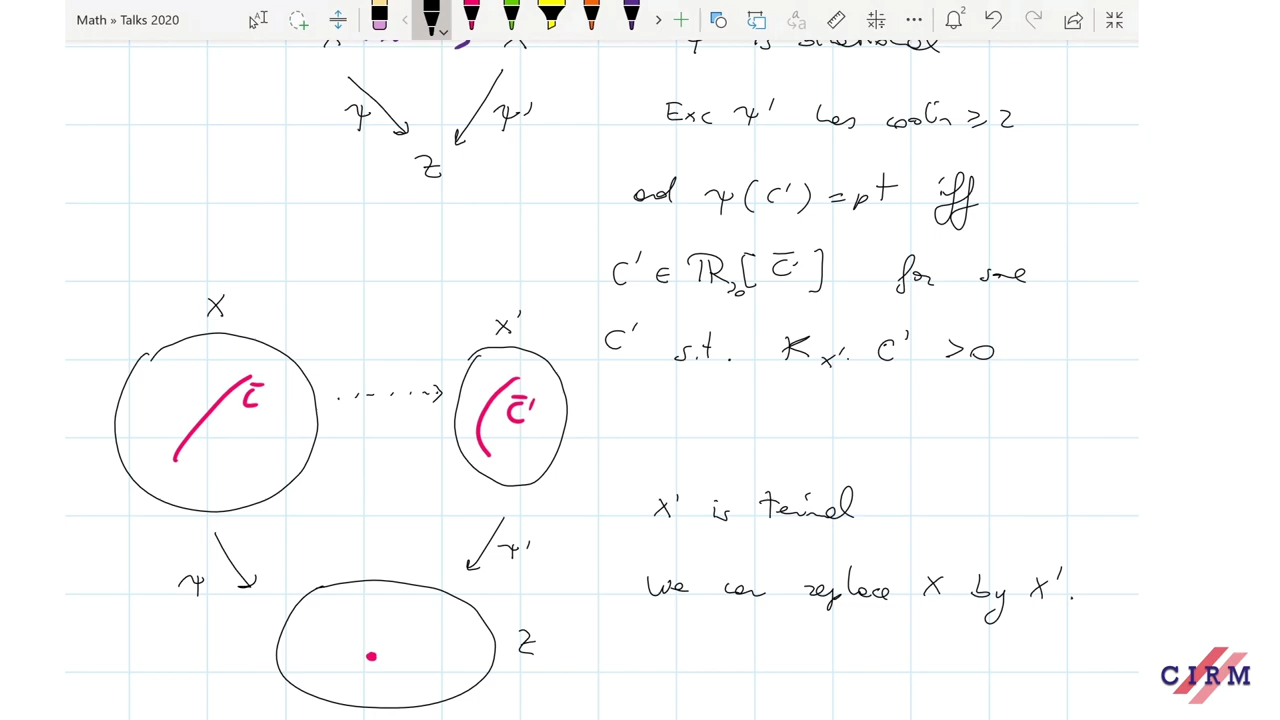 Math » Talks 2020
X X
ψ ψ'
Z
ψ' is
Exc ψ' has codim ≥ 2
and ψ(C') = pt iff
C' ∈ ℝ≥0[C̄'] for some
C' s.t. K_X'. C' > 0
X X'
C̄ C̄'
X' is terminal
ψ ψ'
We can replace X by X'.
Z
CIRM